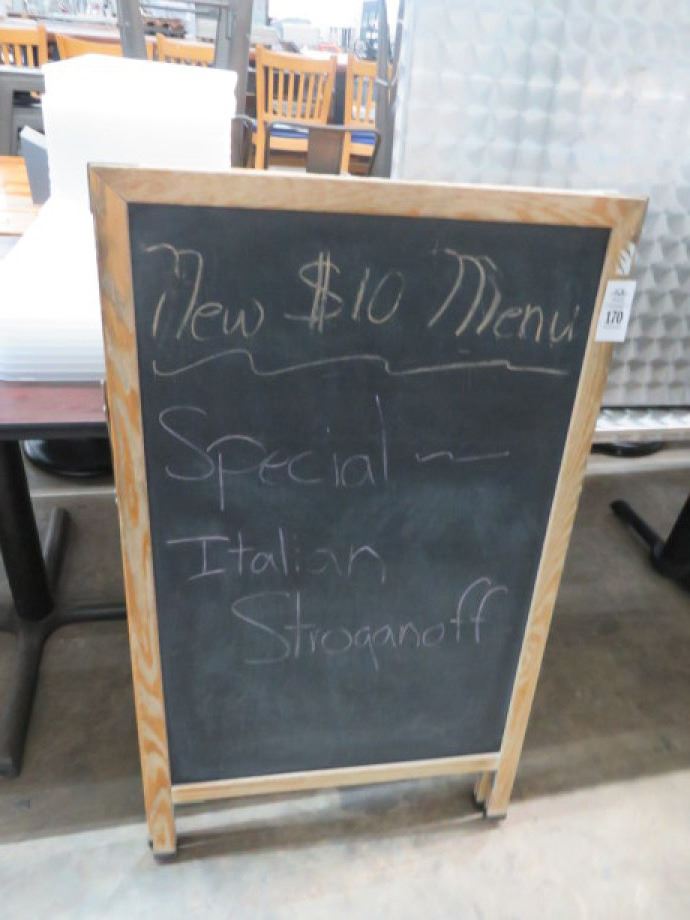 New $10 Menu
Special ~
Italian
Stroganoff
170